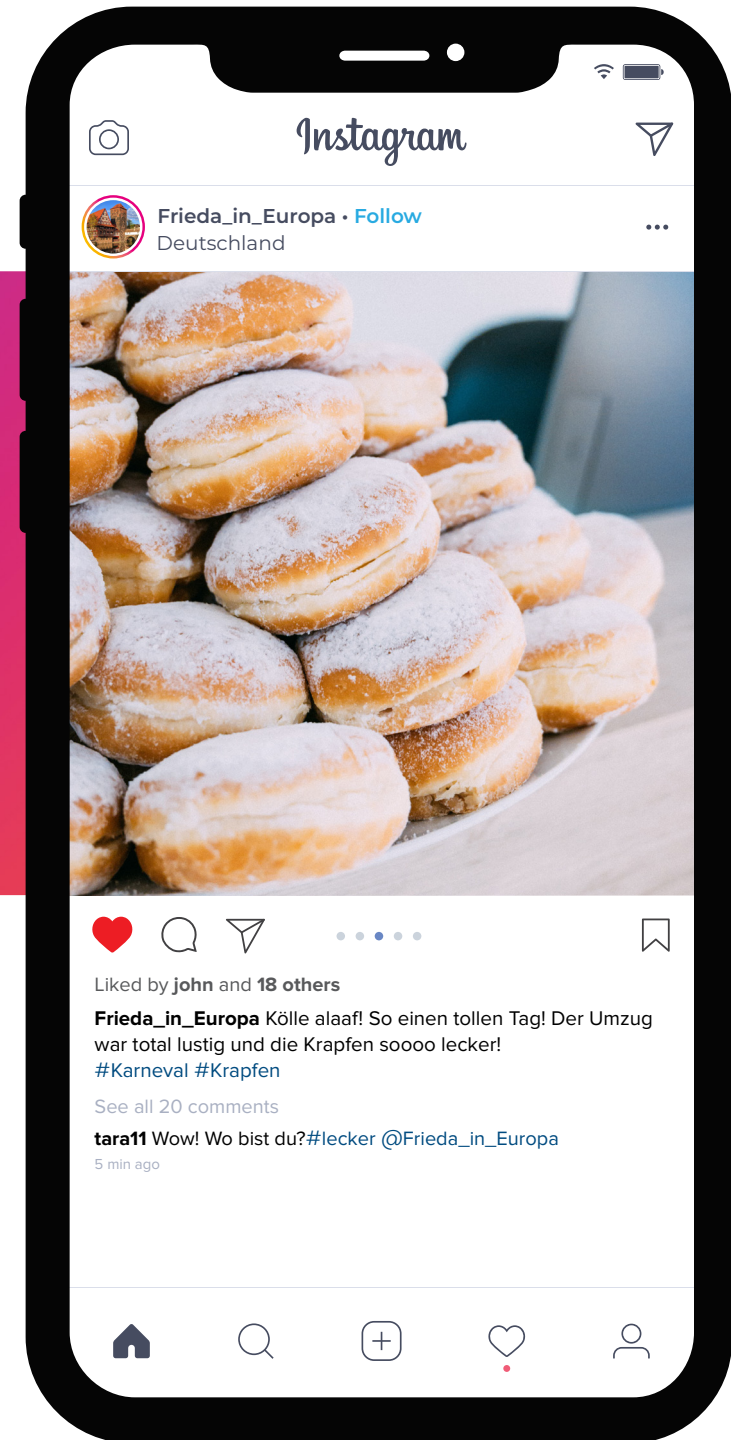 Instagram
Frieda_in_Europa • Follow
Deutschland
Liked by john and 18 others
Frieda_in_Europa Kölle alaaf! So einen tollen Tag! Der Umzug
war total lustig und die Krapfen soooo lecker!
#Karneval #Krapfen
See all 20 comments
tara11 Wow! Wo bist du?#lecker @Frieda_in_Europa
5 min ago